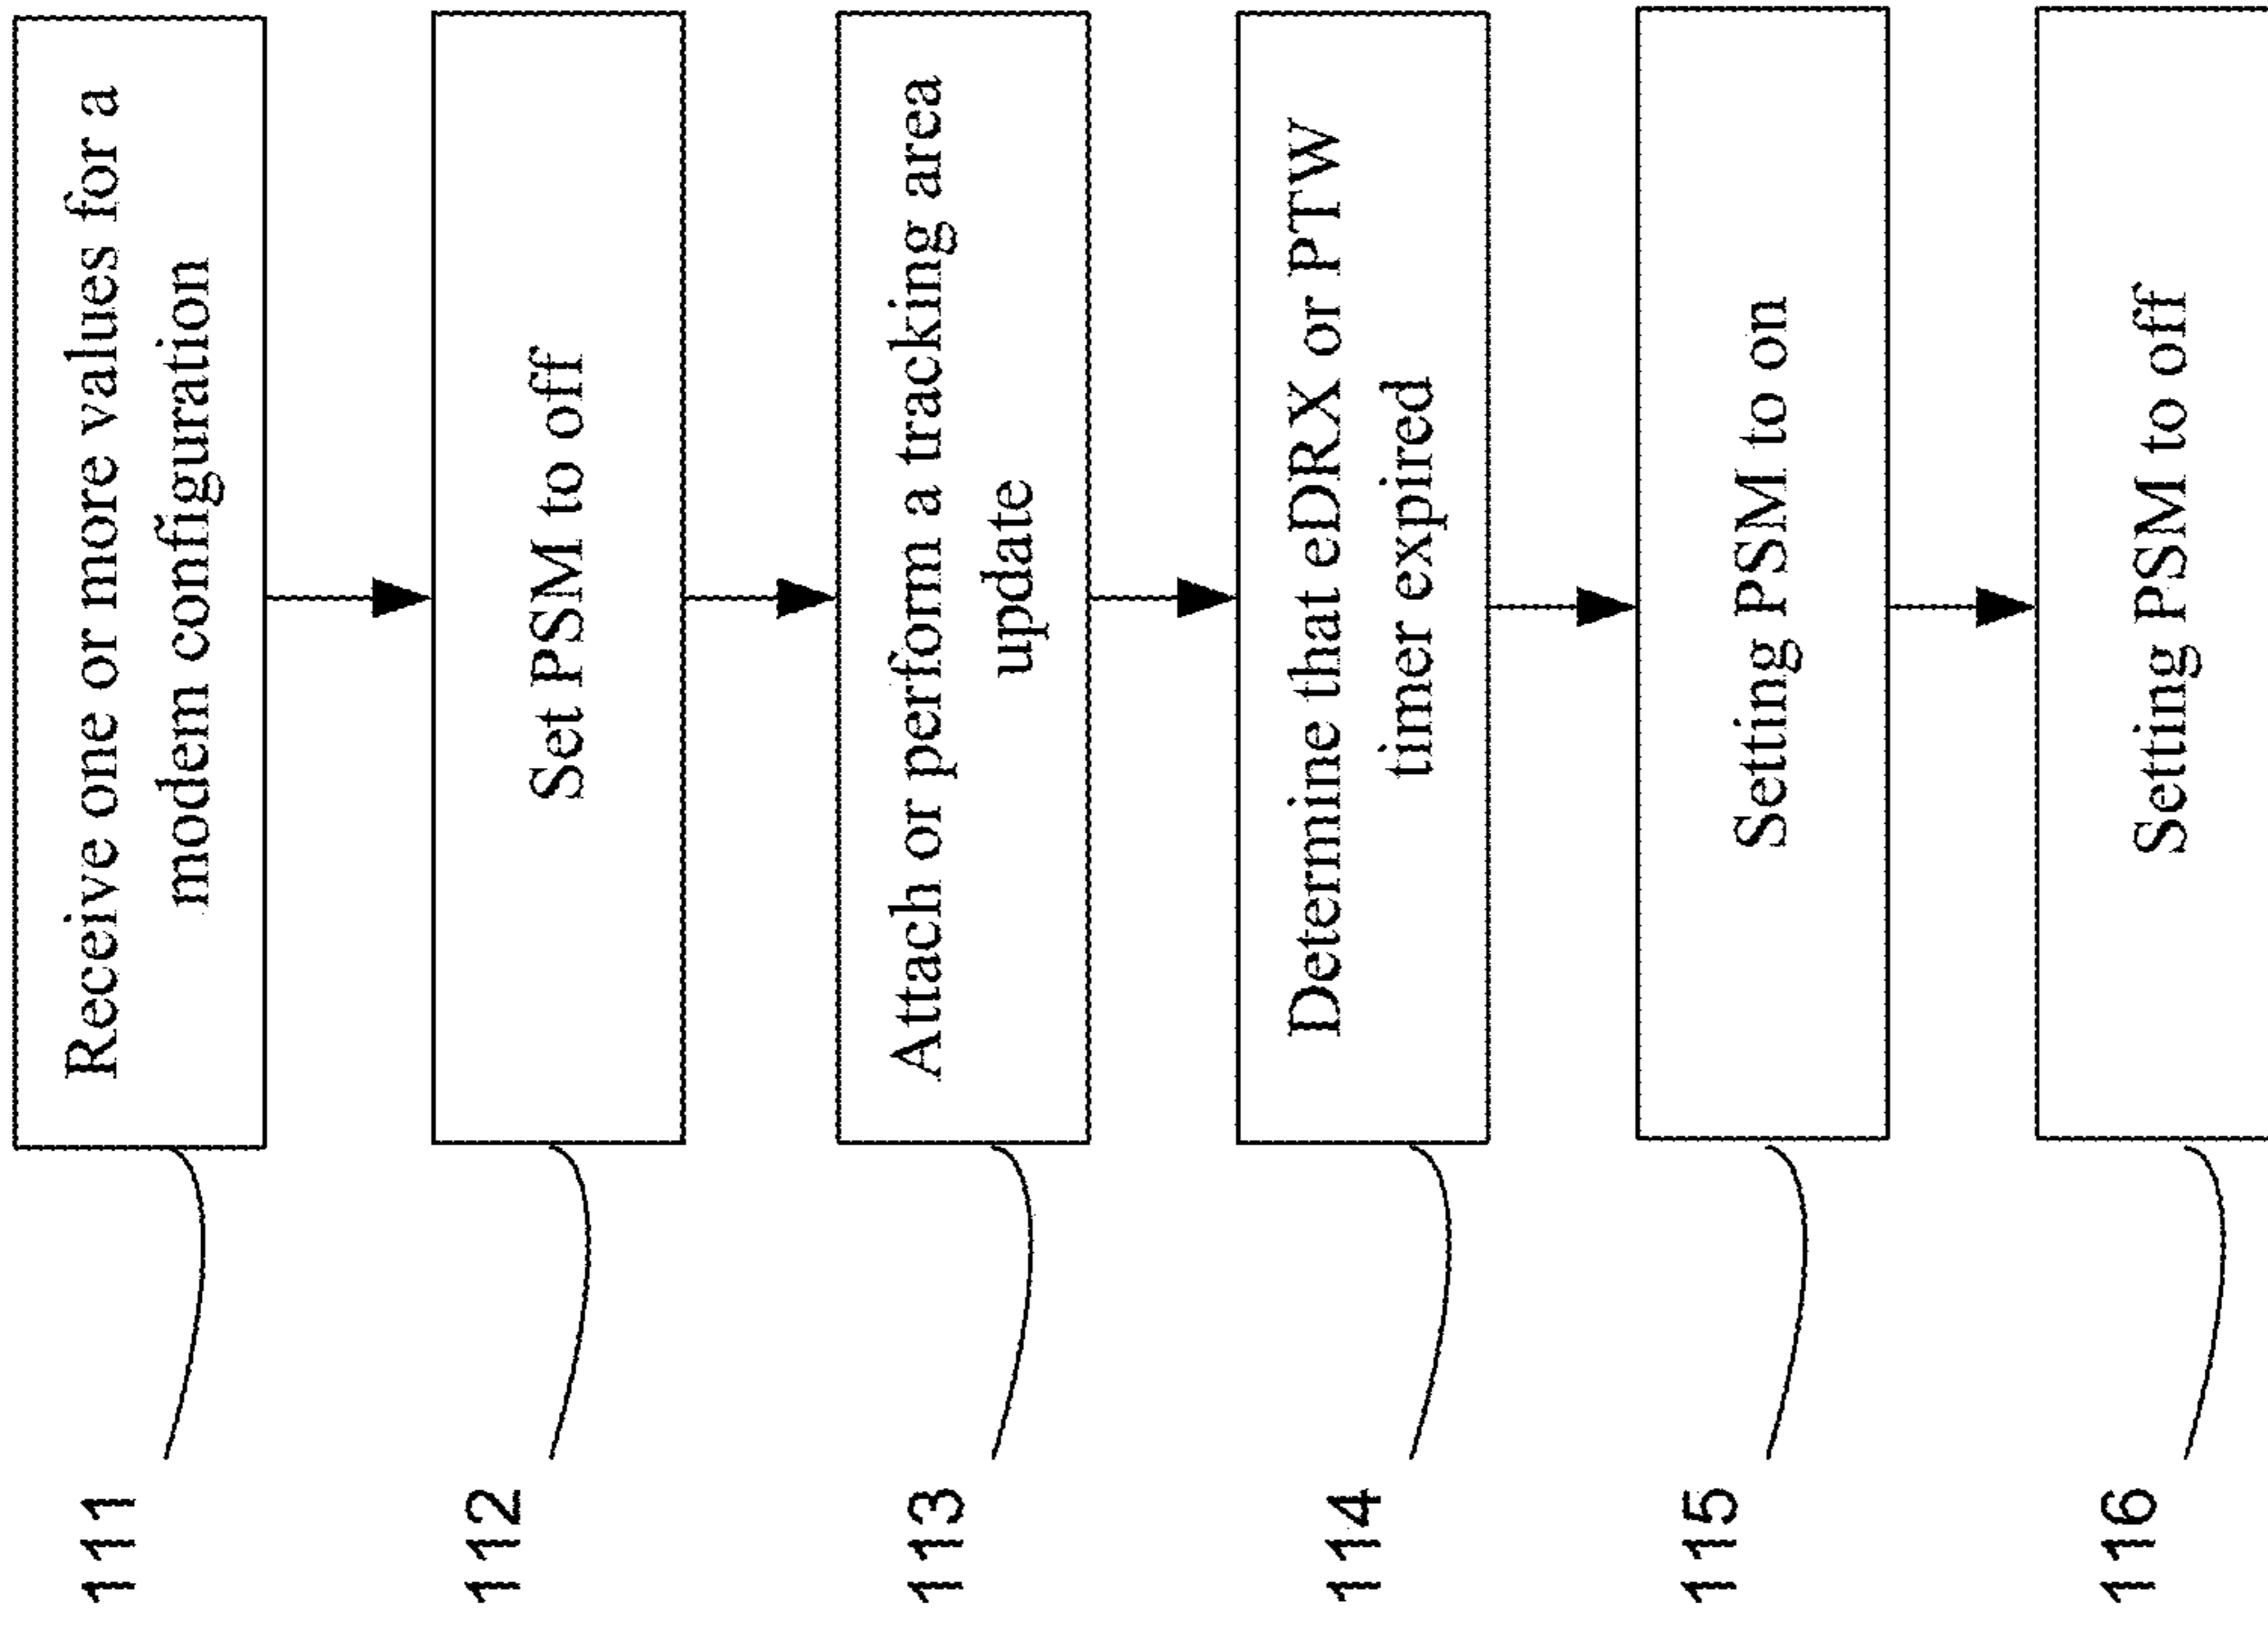 111
Receive one or more values for a
modem configuration
112
Set PSM to off
113
Attach or perform a tracking area
update
114
Determine that eDRX or PTW
timer expired
115
Setting PSM to on
116
Setting PSM to off